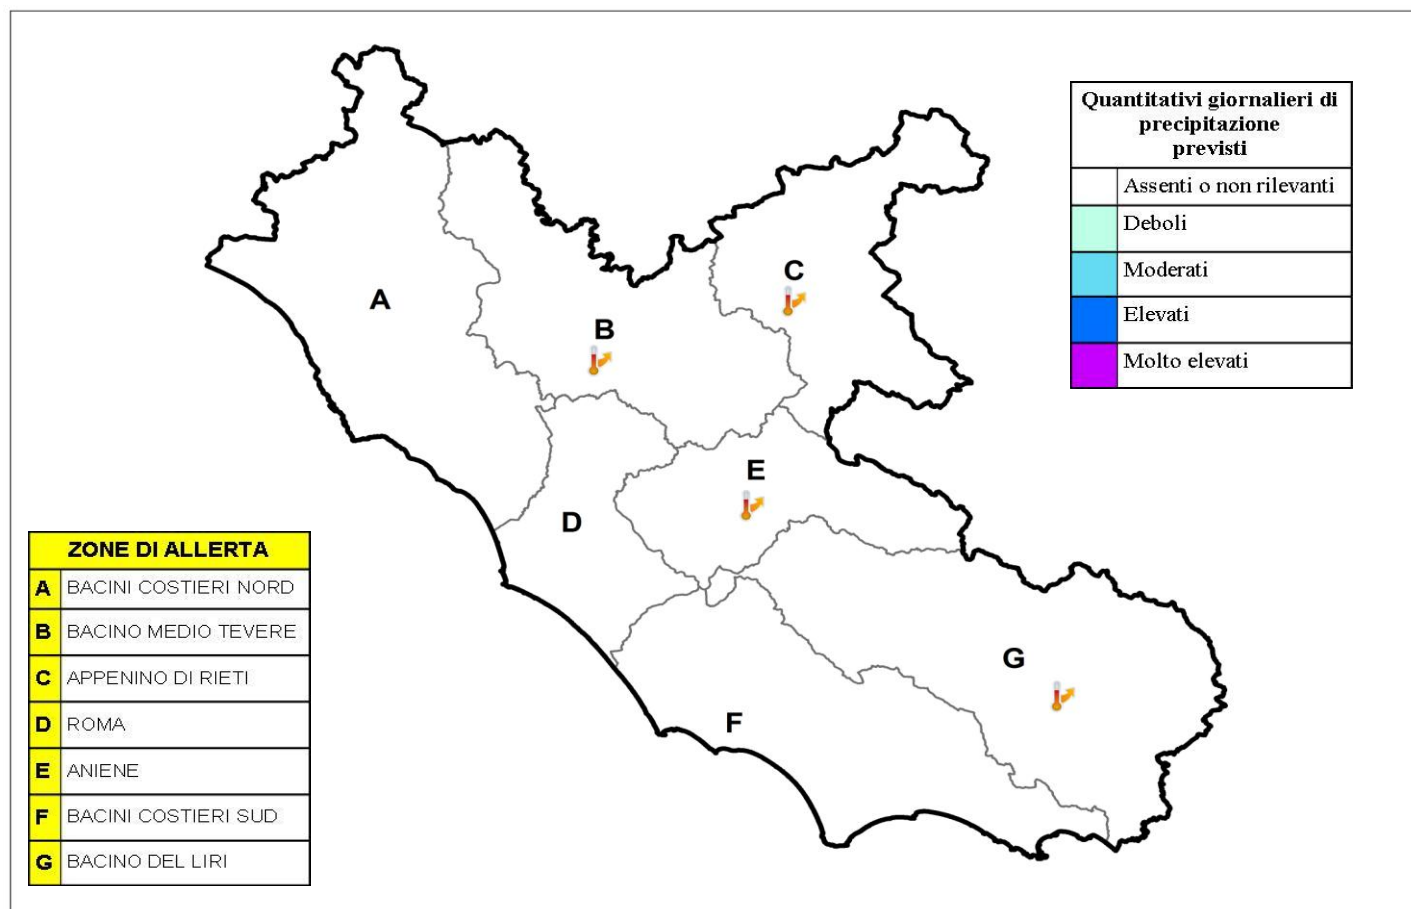 Quantitativi giornalieri di
precipitazione
previsti
Assenti o non rilevanti
Deboli
Moderati
Elevati
Molto elevati
A
B
C
D
E
F
G
ZONE DI ALLERTA
A BACINI COSTIERI NORD
B BACINO MEDIO TEVERE
C APPENINO DI RIETI
D ROMA
E ANIENE
F BACINI COSTIERI SUD
G BACINO DEL LIRI